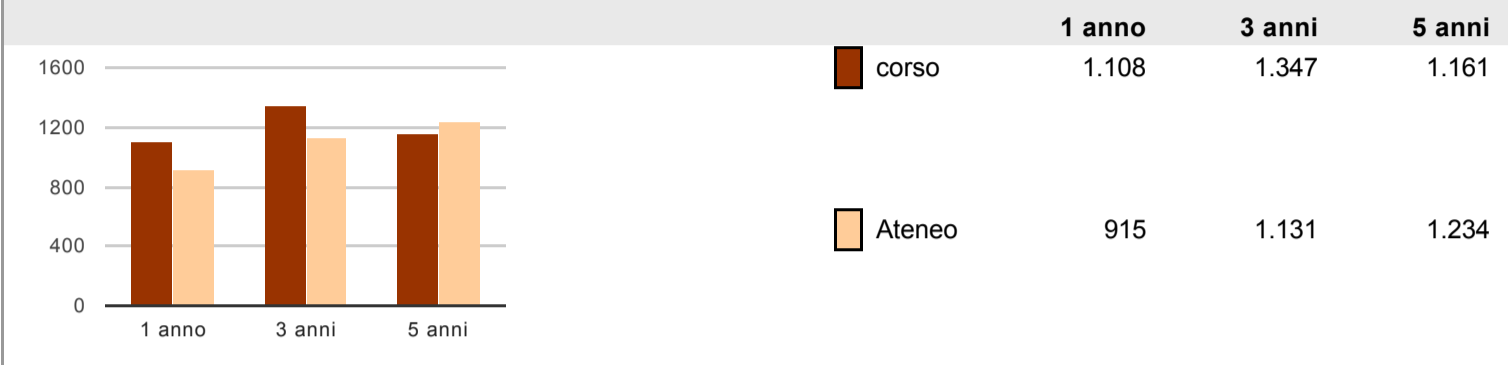 1 anno 3 anni 5 anni
1600
1200
800
400
0
1 anno 3 anni 5 anni
corso 1.108 1.347 1.161
Ateneo 915 1.131 1.234